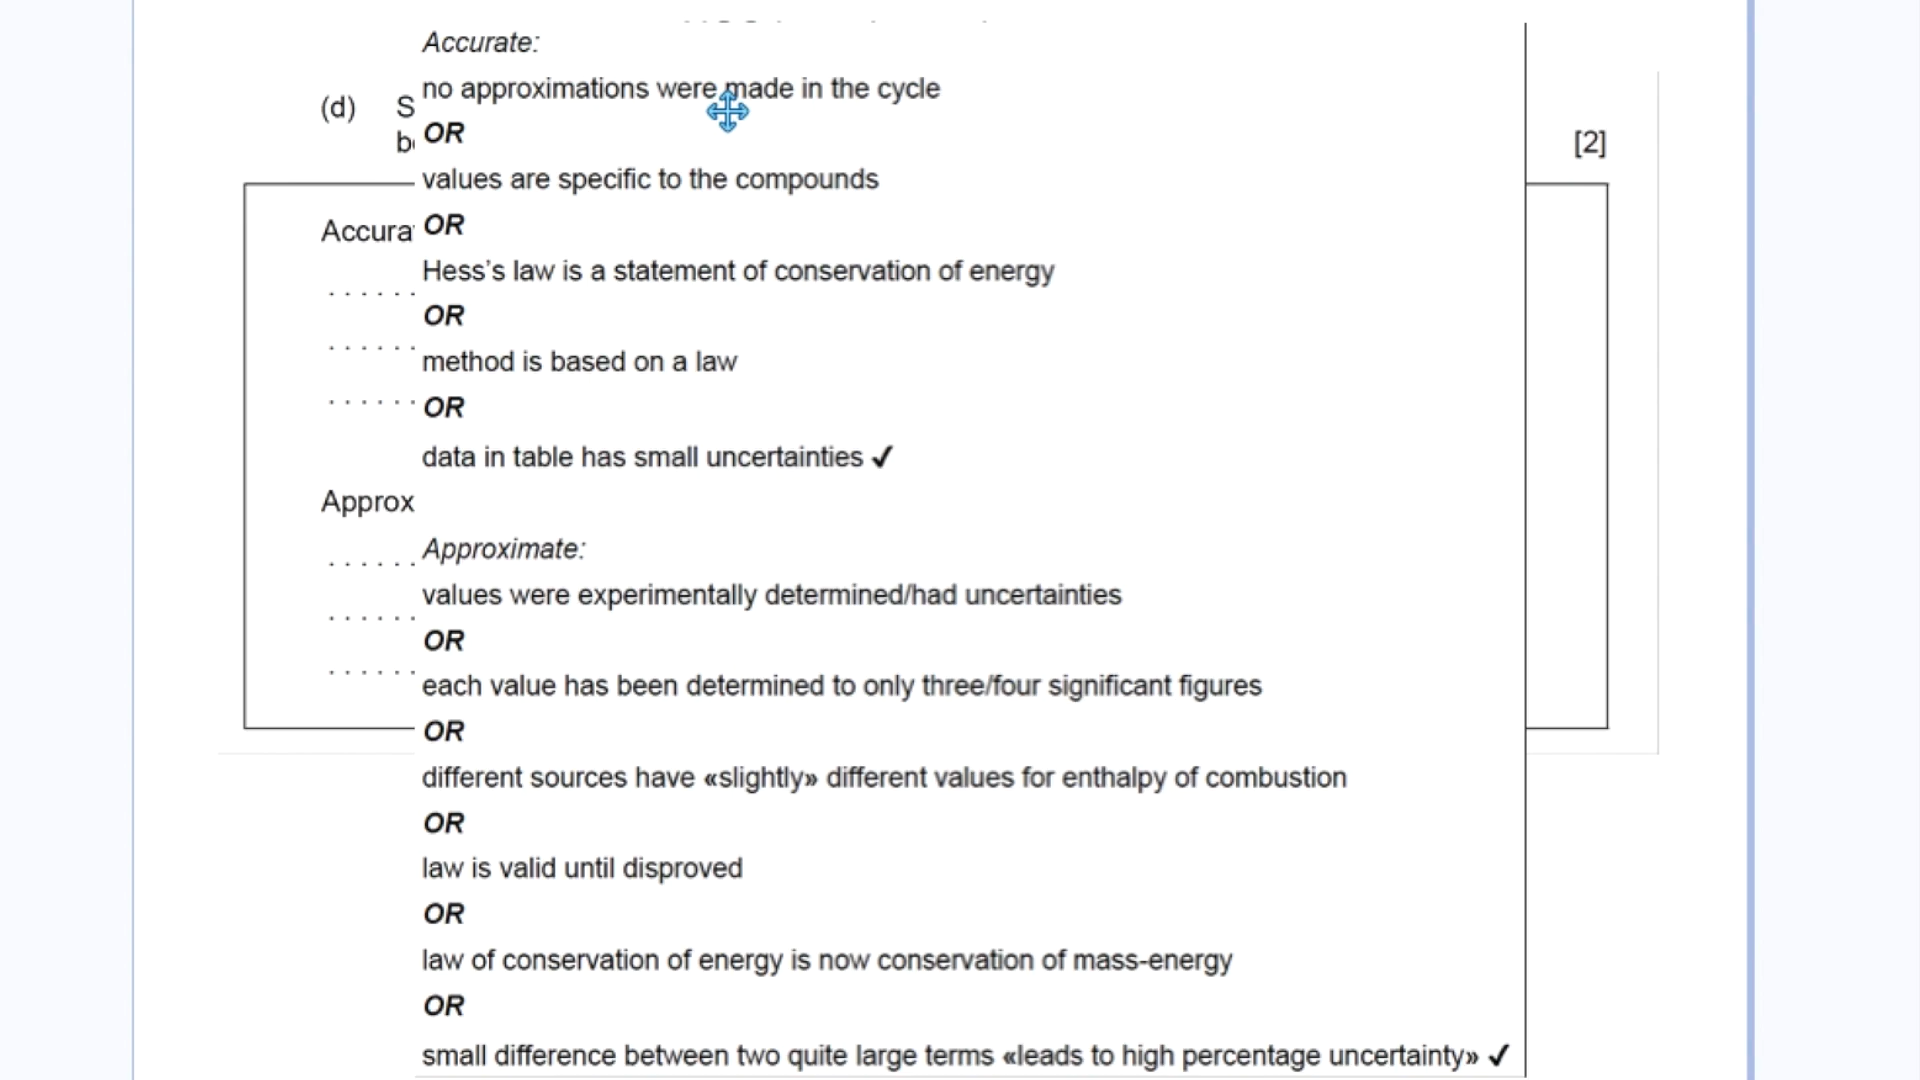 Accurate:
no approximations were made in the cycle
(d) S
OR
b
[2]
values are specific to the compounds
Accura OR
Hess’s law is a statement of conservation of energy
OR
method is based on a law
OR
data in table has small uncertainties ✓
Approx
Approximate:
values were experimentally determined/had uncertainties
OR
each value has been determined to only three/four significant figures
OR
different sources have «slightly» different values for enthalpy of combustion
OR
law is valid until disproved
OR
law of conservation of energy is now conservation of mass-energy
OR
small difference between two quite large terms «leads to high percentage uncertainty» ✓